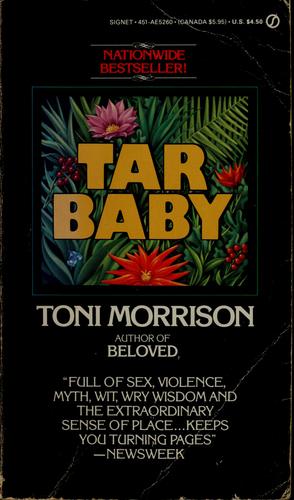 SIGNET • 451-AE5260 • (CANADA $5.95) • U.S. $4.50
NATIONWIDE
BESTSELLER!
TAR
BABY
TONI MORRISON
AUTHOR OF
BELOVED
"FULL OF SEX, VIOLENCE,
MYTH, WIT, WRY WISDOM AND
THE EXTRAORDINARY
SENSE OF PLACE...KEEPS
YOU TURNING PAGES"
—NEWSWEEK